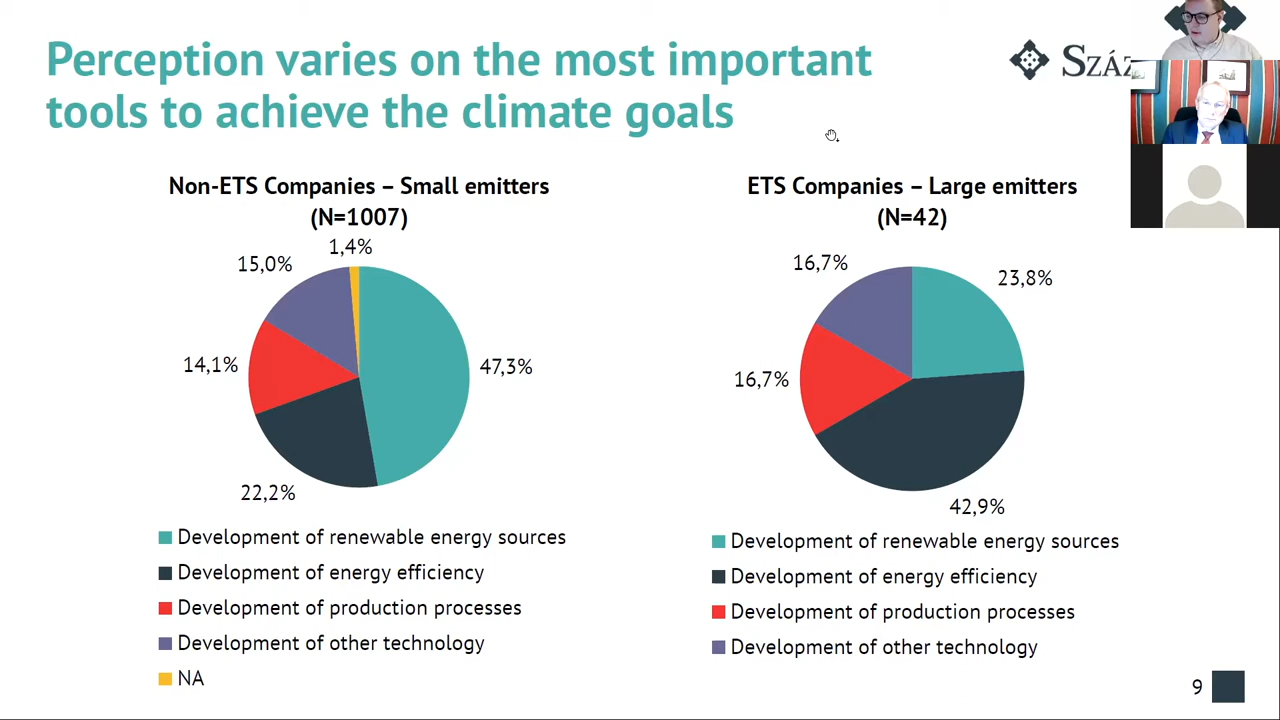 Perception varies on the most important
tools to achieve the climate goals
Non-ETS Companies – Small emitters
(N=1007)
1,4%
15,0%
14,1%
47,3%
22,2%
Development of renewable energy sources
Development of energy efficiency
Development of production processes
Development of other technology
NA
ETS Companies – Large emitters
(N=42)
16,7%
23,8%
16,7%
42,9%
Development of renewable energy sources
Development of energy efficiency
Development of production processes
Development of other technology
9